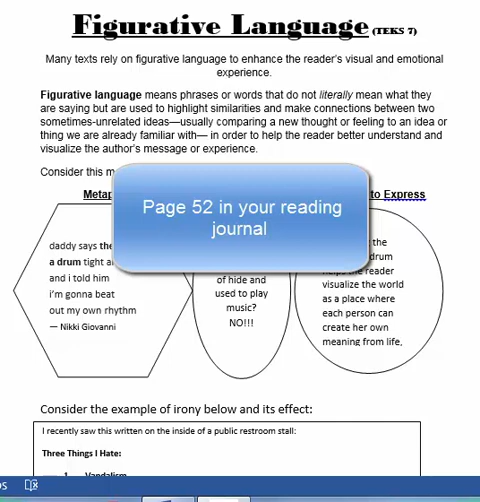 Figurative Language (TEKS 7)
Many texts rely on figurative language to enhance the reader's visual and emotional
experience.
Figurative language means phrases or words that do not literally mean what they
are saying but are used to highlight similarities and make connections between two
sometimes-unrelated ideas—usually comparing a new thought or feeling to an idea or
thing we are already familiar with— in order to help the reader better understand and
visualize the author's message or experience.
Consider this
to Express
Page 52 in your reading
journal
daddy says
a drum tight
and i told him
i'm gonna beat
out my own rhythm
— Nikki Giovanni
of hide and
used to play
music?
NO!!!
the
drum
the reader
visualize the world
as a place where
each person can
create her own
meaning from life,
Consider the example of irony below and its effect:
I recently saw this written on the inside of a public restroom stall:
Three Things I Hate:
1. Vandalism